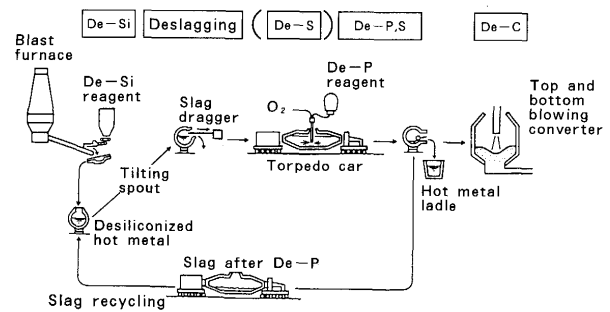 De-Si
Deslagging
(De-S)
De-P,S
De-C
Blast
furnace
De-Si
reagent
Slag
dragger
O₂
De-P
reagent
Top and
bottom
blowing
converter
Tilting
spout
Torpedo car
Hot metal
ladle
Desiliconized
hot metal
Slag after De-P
Slag recycling